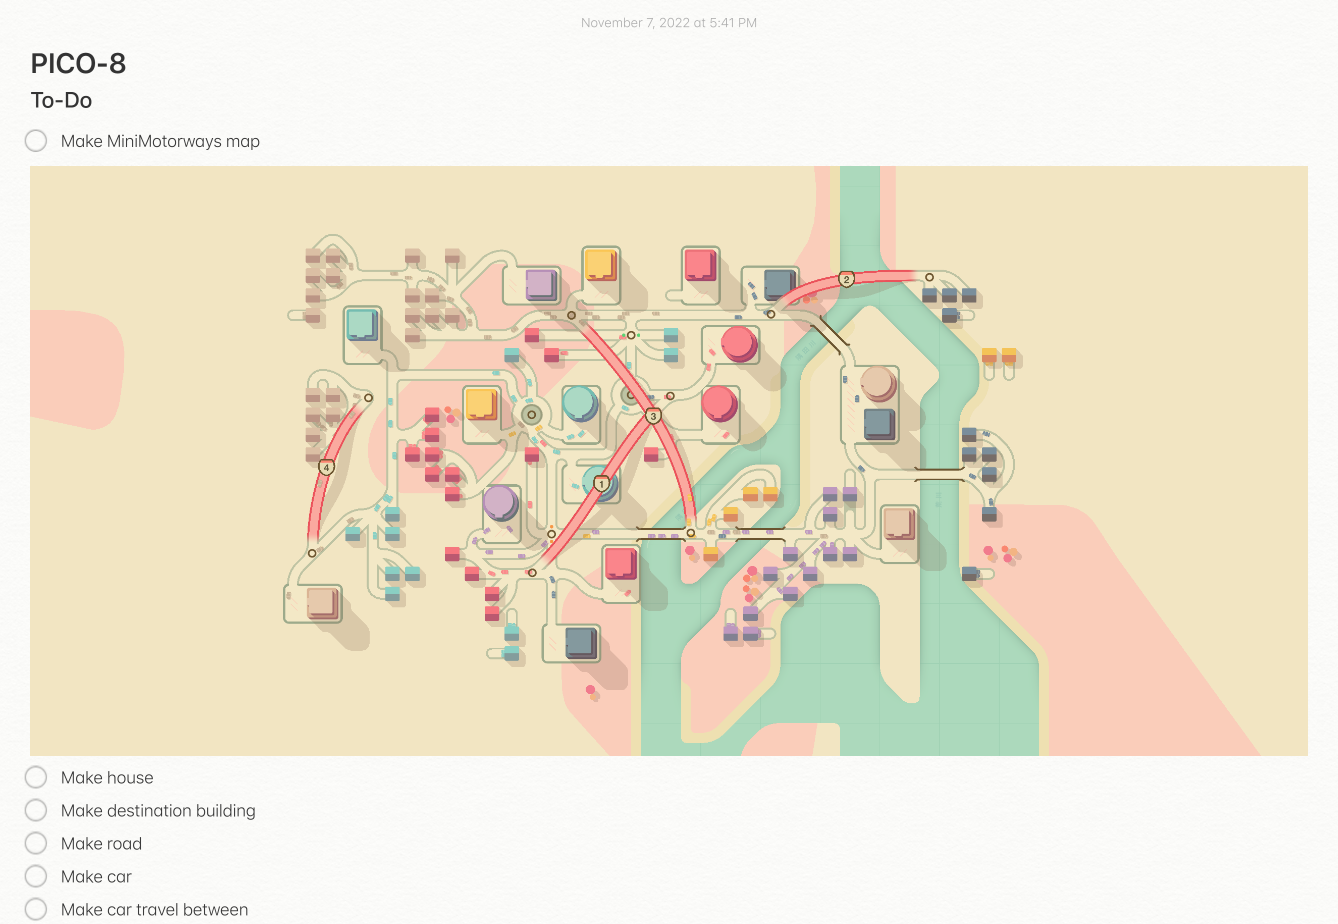 November 7, 2022 at 5:41 PM
PICO-8
To-Do
Make MiniMotorways map
2
3
4
1
Make house
Make destination building
Make road
Make car
Make car travel between